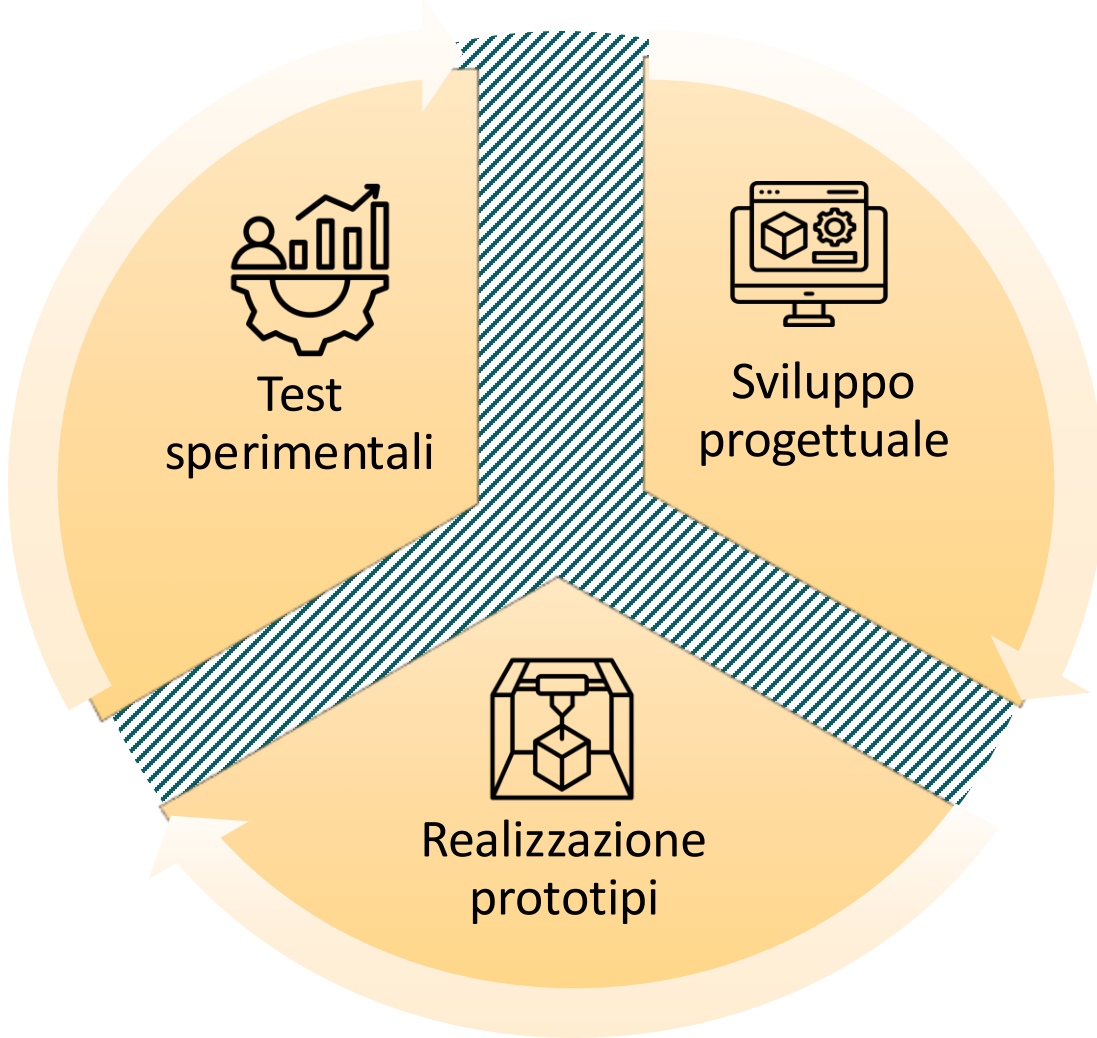 Test
sperimentali
Sviluppo
progettuale
Realizzazione
prototipi